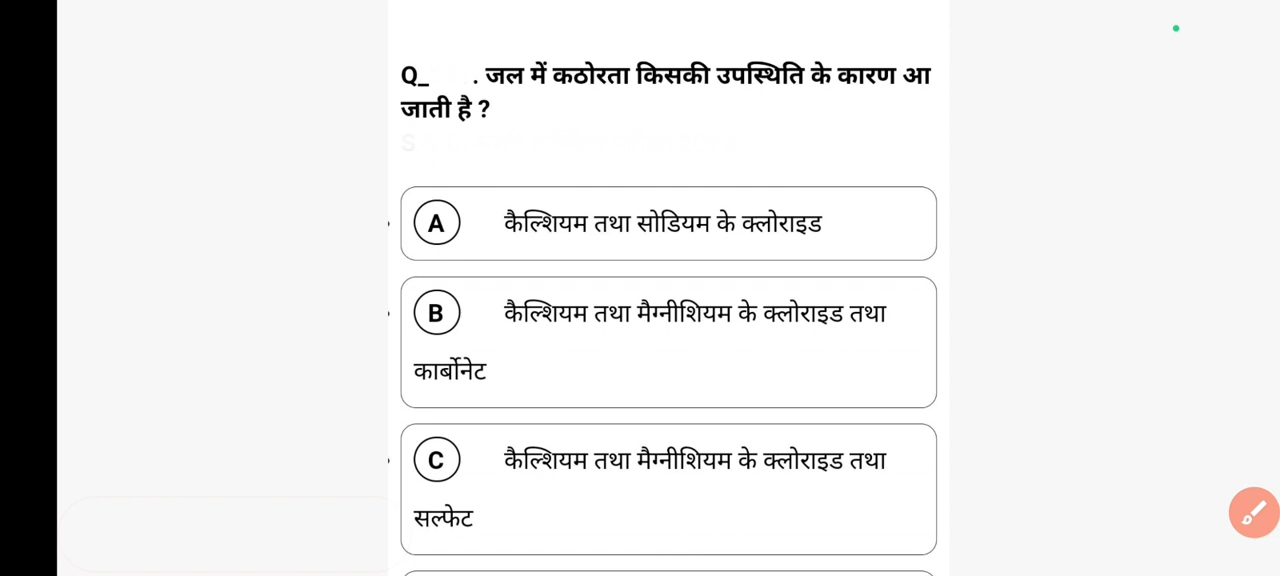 Q_ . जल में कठोरता किसकी उपस्थिति के कारण आ
जाती है ?
A कैल्शियम तथा सोडियम के क्लोराइड
B कैल्शियम तथा मैग्नीशियम के क्लोराइड तथा
कार्बोनेट
C कैल्शियम तथा मैग्नीशियम के क्लोराइड तथा
सल्फेट